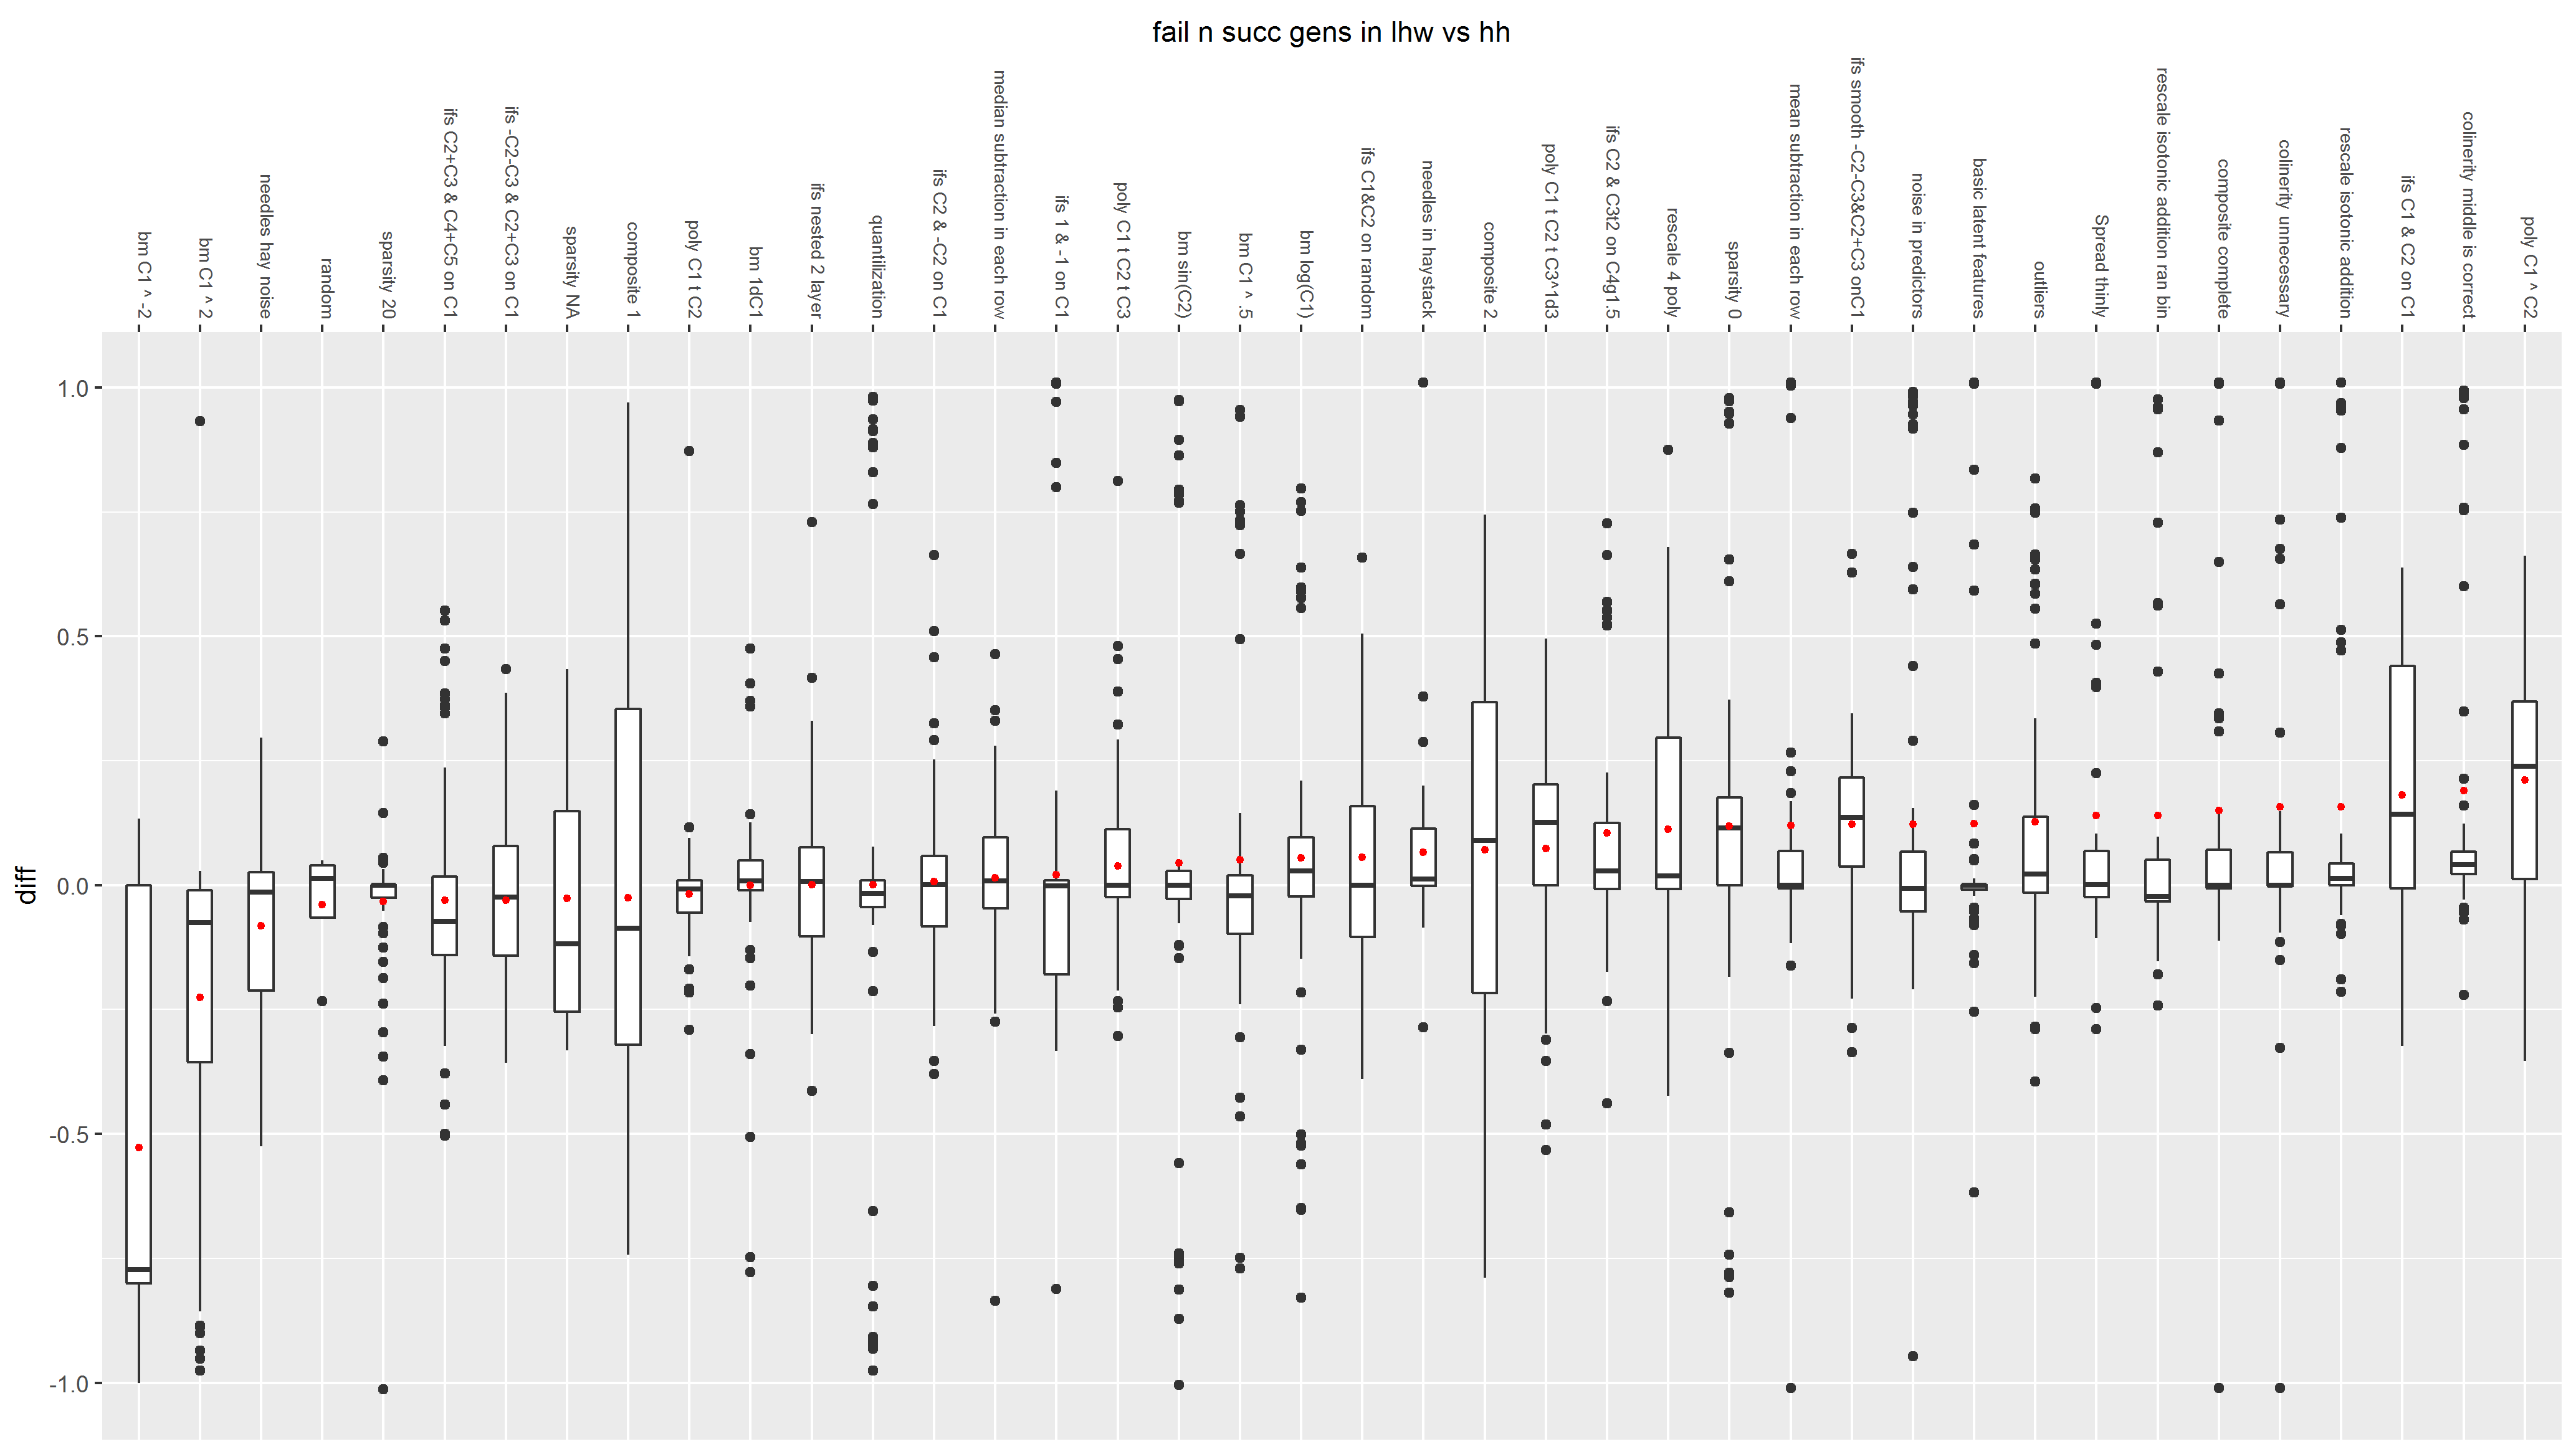 fail n succ gens in lhw vs hh
bm C1 ^ -2
bm C1 ^ 2
needles hay noise
random
sparsity 20
ifs C2+C3 & C4+C5 on C1
ifs -C2-C3 & C2+C3 on C1
sparsity NA
composite 1
poly C1 t C2
bm 1dC1
ifs nested 2 layer
quantilization
ifs C2 & -C2 on C1
median subtraction in each row
ifs 1 & -1 on C1
poly C1 t C2 t C3
bm sin(C2)
bm C1 ^ .5
bm log(C1)
ifs C1&C2 on random
needles in haystack
composite 2
poly C1 t C2 t C3^1d3
ifs C2 & C3t2 on C4g1.5
rescale 4 poly
sparsity 0
mean subtraction in each row
ifs smooth -C2-C3&C2+C3 onC1
noise in predictors
basic latent features
outliers
Spread thinly
rescale isotonic addition ran bin
composite complete
colinerity unnecessary
rescale isotonic addition
ifs C1 & C2 on C1
colinerity middle is correct
poly C1 ^ C2
1.0
0.5
0.0
-0.5
-1.0
diff